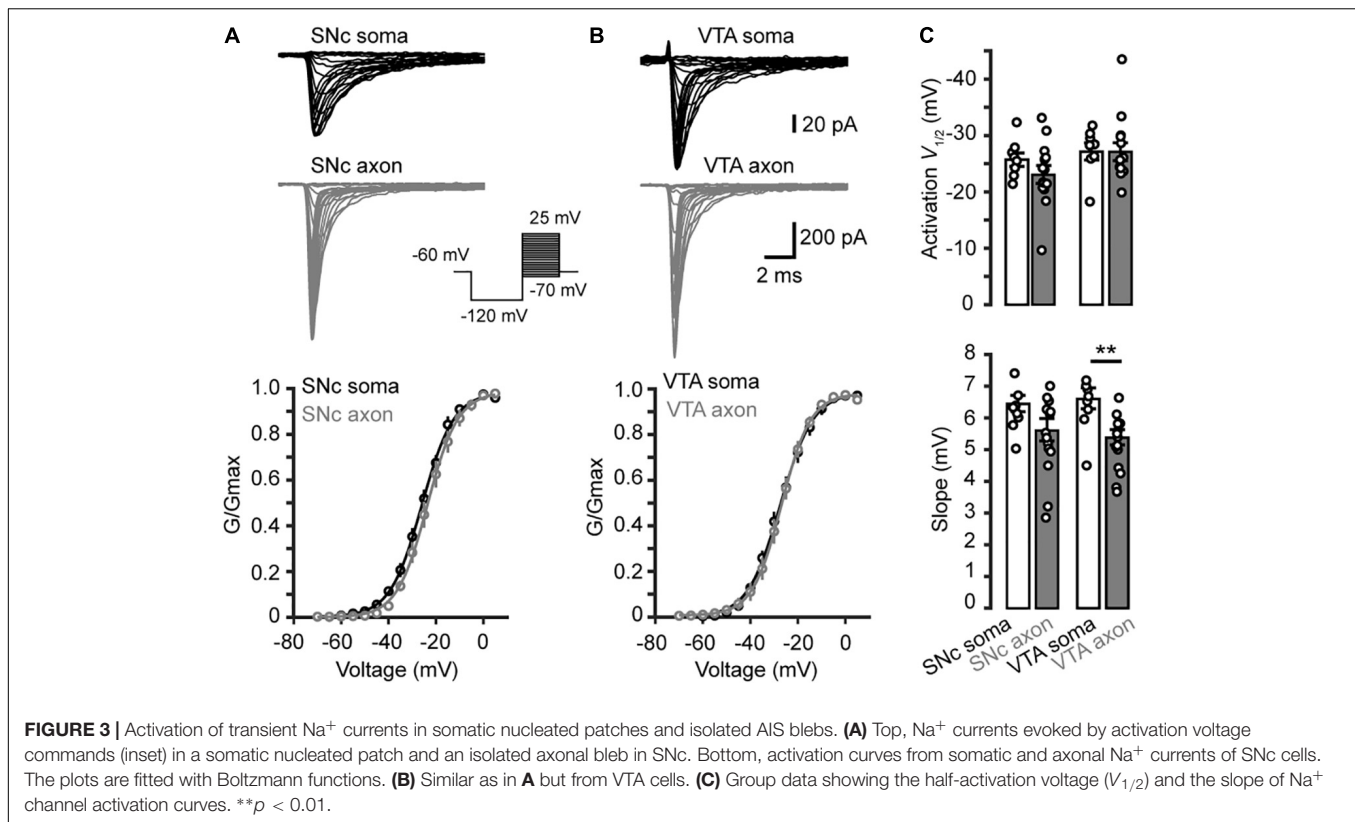 A
SNc soma
SNc axon
25 mV
-60 mV
-70 mV
-120 mV
1.0
0.8
0.6
0.4
0.2
0
G/Gmax
SNc soma
SNc axon
-80 -60 -40 -20 0
Voltage (mV)
B
VTA soma
20 pA
VTA axon
200 pA
2 ms
1.0
0.8
0.6
0.4
0.2
0
G/Gmax
VTA soma
VTA axon
-80 -60 -40 -20 0
Voltage (mV)
C
Activation V1/2 (mV)
-40
-30
-20
-10
0
Slope (mV)
8
7
6
5
4
3
2
1
0
**
SNc soma
SNc axon
VTA soma
VTA axon
FIGURE 3 | Activation of transient Na+ currents in somatic nucleated patches and isolated AIS blebs. (A) Top, Na+ currents evoked by activation voltage
commands (inset) in a somatic nucleated patch and an isolated axonal bleb in SNc. Bottom, activation curves from somatic and axonal Na+ currents of SNc cells.
The plots are fitted with Boltzmann functions. (B) Similar as in A but from VTA cells. (C) Group data showing the half-activation voltage (V1/2) and the slope of Na+
channel activation curves. **p < 0.01.